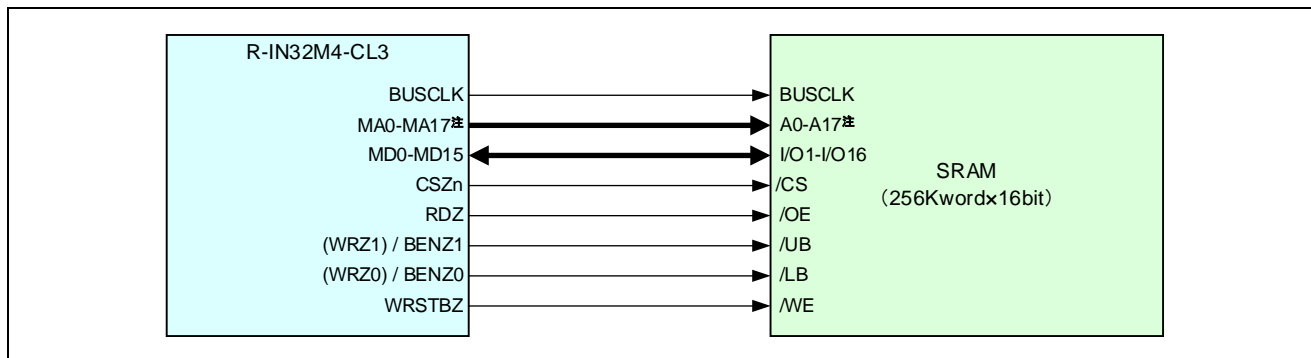 R-IN32M4-CL3
BUSCLK
MA0-MA17注
MD0-MD15
CSZn
RDZ
(WRZ1) / BENZ1
(WRZ0) / BENZ0
WRSTBZ
BUSCLK
A0-A17注
I/O1-I/O16
/CS
/OE
/UB
/LB
/WE
SRAM
（256Kword×16bit）